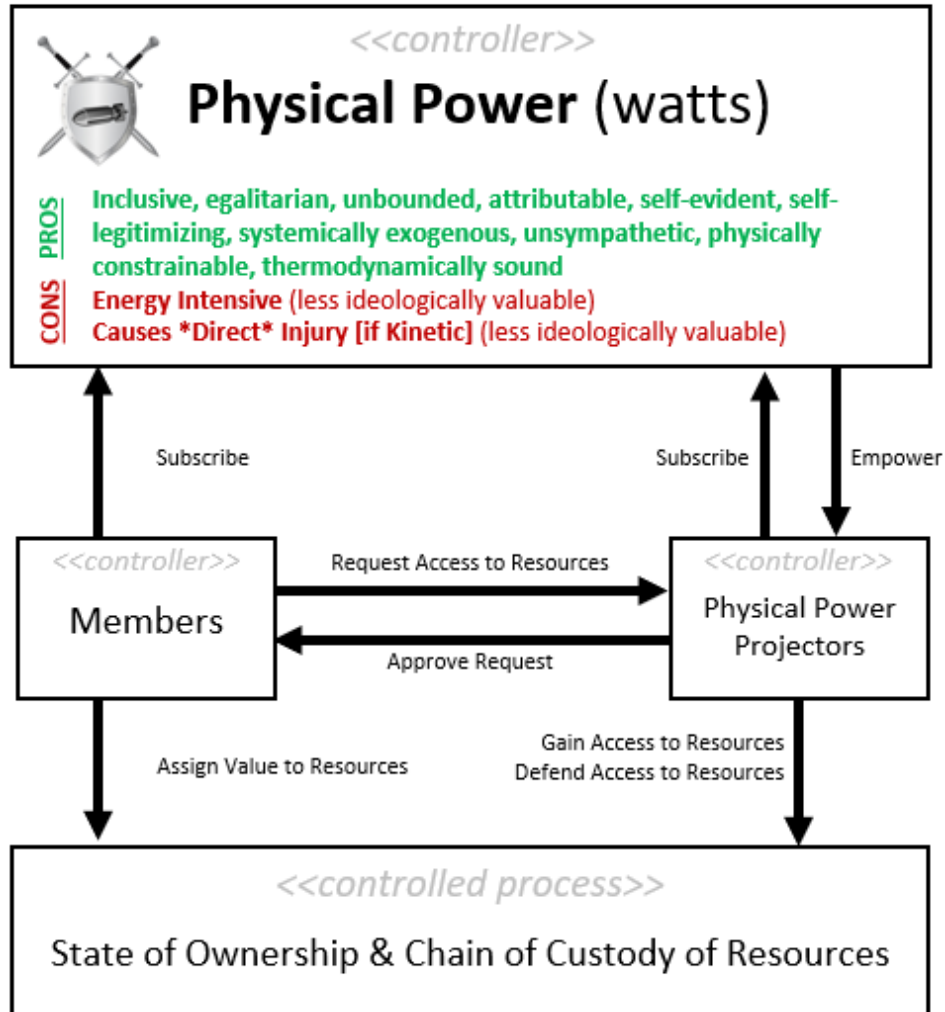 <<controller>>
Physical Power (watts)
PROS
Inclusive, egalitarian, unbounded, attributable, self-evident, self-
legitimizing, systemically exogenous, unsympathetic, physically
constrainable, thermodynamically sound
CONS
Energy Intensive (less ideologically valuable)
Causes *Direct* Injury [if Kinetic] (less ideologically valuable)
Subscribe
Subscribe
Empower
<<controller>>
Members
Request Access to Resources
Approve Request
<<controller>>
Physical Power
Projectors
Assign Value to Resources
Gain Access to Resources
Defend Access to Resources
<<controlled process>>
State of Ownership & Chain of Custody of Resources